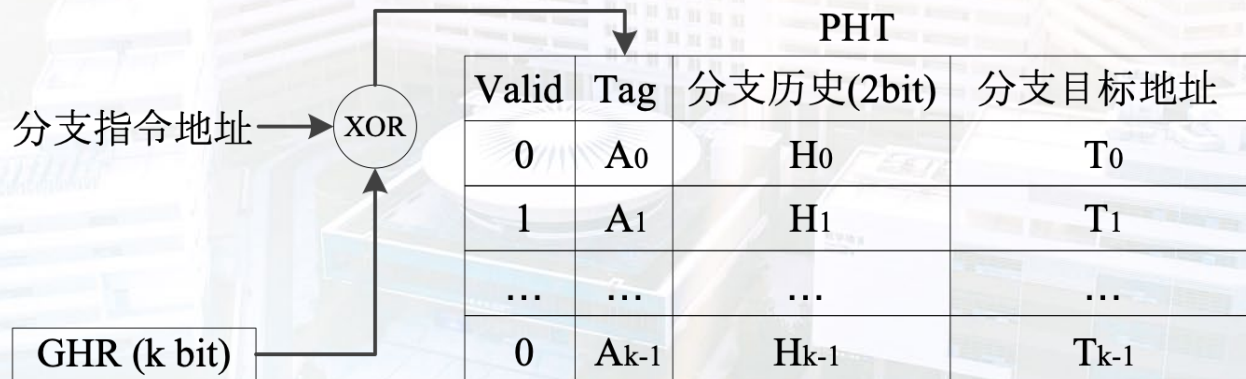 PHT
Valid Tag 分支历史(2bit) 分支目标地址
分支指令地址 XOR
0 A0 H0 T0
1 A1 H1 T1
... ... ... ...
GHR (k bit)
0 Ak-1 Hk-1 Tk-1